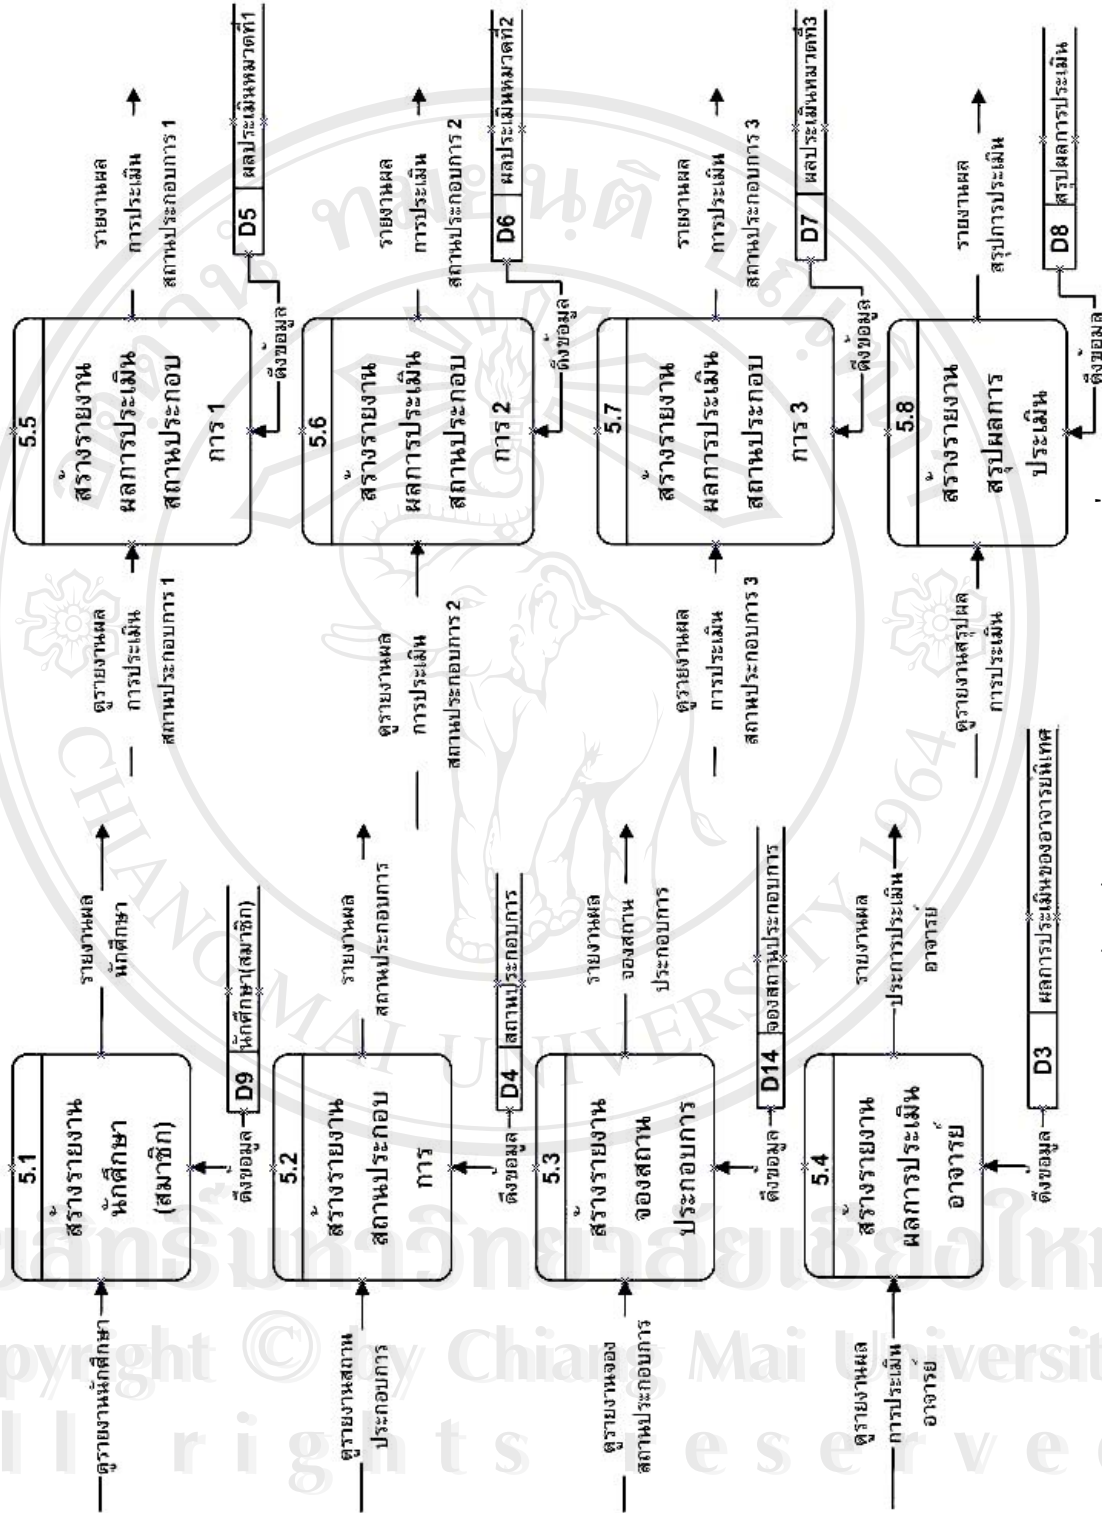 5.1
สร้างรายงาน
นักศึกษา
(สมาชิก)
ดูรายงานนักศึกษา
รายงานผล
นักศึกษา
ดึงข้อมูล
D9
นักศึกษา(สมาชิก)
5.2
สร้างรายงาน
สถานประกอบ
การ
ดูรายงานสถาน
ประกอบการ
รายงานผล
สถานประกอบการ
ดึงข้อมูล
D4
สถานประกอบการ
5.3
สร้างรายงาน
จองสถาน
ประกอบการ
ดูรายงานจอง
สถานประกอบการ
รายงานผล
จองสถาน
ประกอบการ
ดึงข้อมูล
D14
จองสถานประกอบการ
5.4
สร้างรายงาน
ผลการประเมิน
อาจารย์
ดูรายงานผล
การประเมิน
อาจารย์
รายงานผล
ประการประเมิน
อาจารย์
ดึงข้อมูล
D3
ผลการประเมินของอาจารย์นิเทศ
5.5
สร้างรายงาน
ผลการประเมิน
สถานประกอบ
การ 1
ดูรายงานผล
การประเมิน
สถานประกอบการ 1
รายงานผล
การประเมิน
สถานประกอบการ 1
ดึงข้อมูล
D5
ผลประเมินหมวดที่1
5.6
สร้างรายงาน
ผลการประเมิน
สถานประกอบ
การ 2
ดูรายงานผล
การประเมิน
สถานประกอบการ 2
รายงานผล
การประเมิน
สถานประกอบการ 2
ดึงข้อมูล
D6
ผลประเมินหมวดที่2
5.7
สร้างรายงาน
ผลการประเมิน
สถานประกอบ
การ 3
ดูรายงานผล
การประเมิน
สถานประกอบการ 3
รายงานผล
การประเมิน
สถานประกอบการ 3
ดึงข้อมูล
D7
ผลประเมินหมวดที่3
5.8
สร้างรายงาน
สรุปผลการ
ประเมิน
ดูรายงานสรุปผล
การประเมิน
รายงานผล
สรุปการประเมิน
ดึงข้อมูล
D8
สรุปผลการประเมิน
CHIANG MAI UNIVERSITY 1964
มหาวิทยาลัยเชียงใหม่
© by Chiang Mai
rights